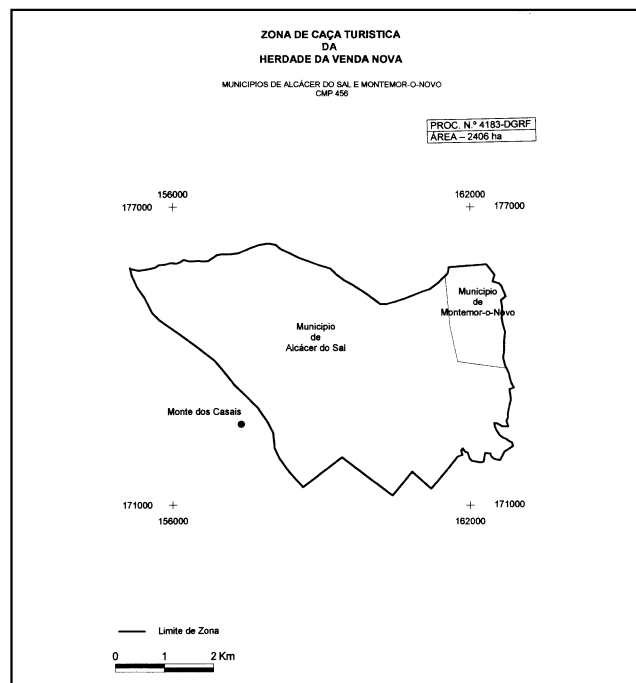 ZONA DE CAÇA TURISTICA
DA
HERDADE DA VENDA NOVA
MUNICIPIOS DE ALCÁCER DO SAL E MONTEMOR-O-NOVO
CMP 456
PROC. N.º 4183-DGRF
ÁREA – 2406 ha
156000
162000
177000
177000
Municipio
de
Montemor-o-Novo
Municipio
de
Alcácer do Sal
Monte dos Casais
171000
171000
156000
162000
Limite de Zona
0 1 2 Km